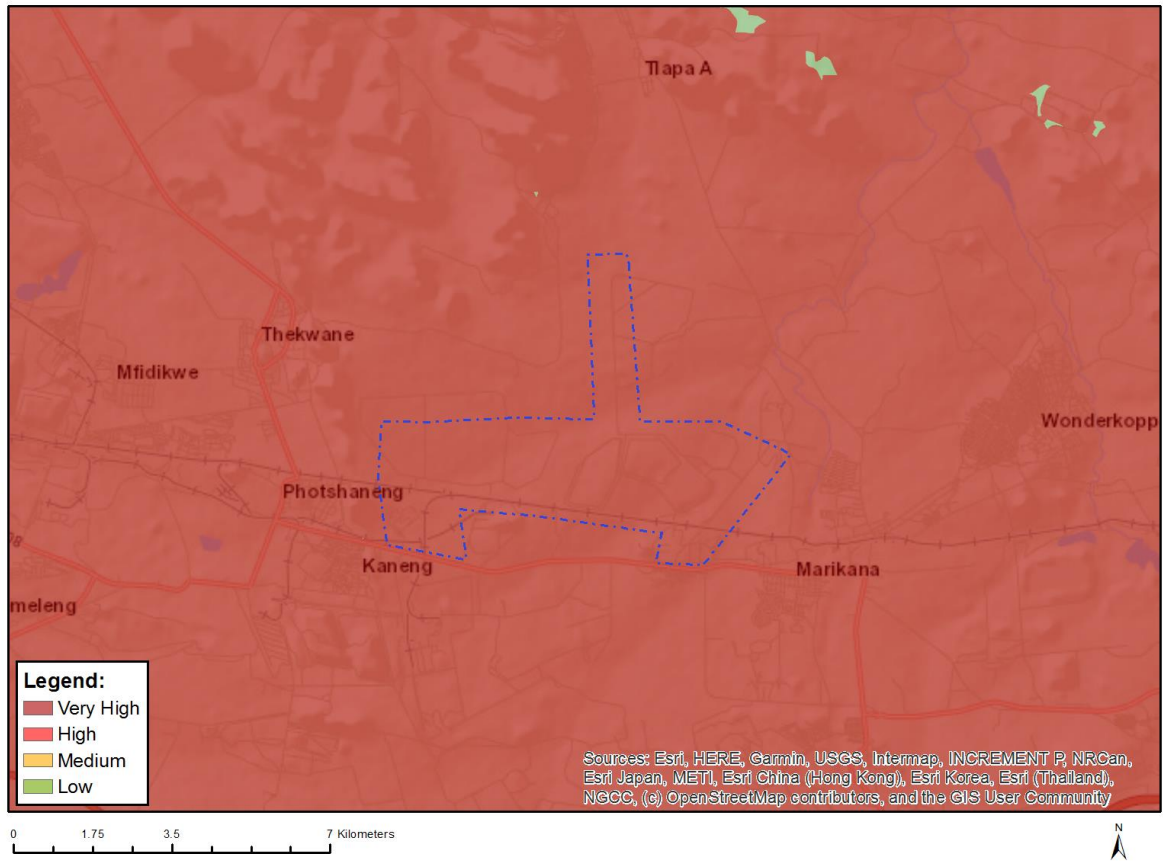 Tlapa A
Thekwane
Mfidikwe
Wonderkopp
Photshaneng
Kaneng
Marikana
meleng
Legend:
Very High
High
Medium
Low
Sources: Esri, HERE, Garmin, USGS, Intermap, INCREMENT P, NRCan,
Esri Japan, METI, Esri China (Hong Kong), Esri Korea, Esri (Thailand),
NGCC, (c) OpenStreetMap contributors, and the GIS User Community
0 1.75 3.5 7 Kilometers
N